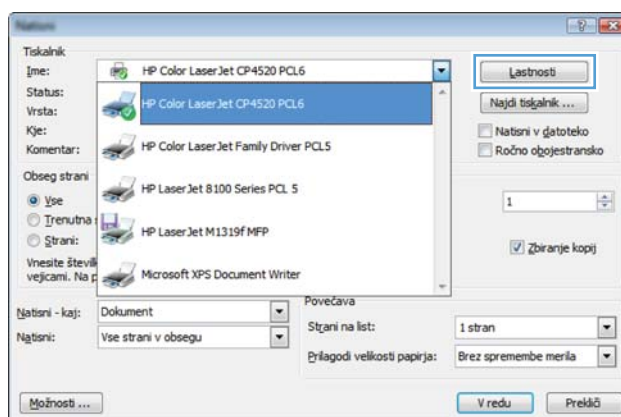 Natisni
Tiskalnik
Ime: HP Color LaserJet CP4520 PCL6 Lastnosti
Status: HP Color LaserJet CP4520 PCL6 Najdi tiskalnik ...
Vrsta:
Kje: HP Color LaserJet Family Driver PCL5 Natisni v datoteko
Komentar: Ročno obojestransko
Obseg strani HP LaserJet 8100 Series PCL 5
Vse 1
Trenutna
Strani: HP LaserJet M1319f MFP Zbiranje kopij
Vnesite
vejicami. Na Microsoft XPS Document Writer
Povečava
Natisni - kaj: Dokument Strani na list: 1 stran
Natisni: Vse strani v obsegu Prilagodi velikosti papirja: Brez spremembe merila
Možnosti ... V redu Prekliči